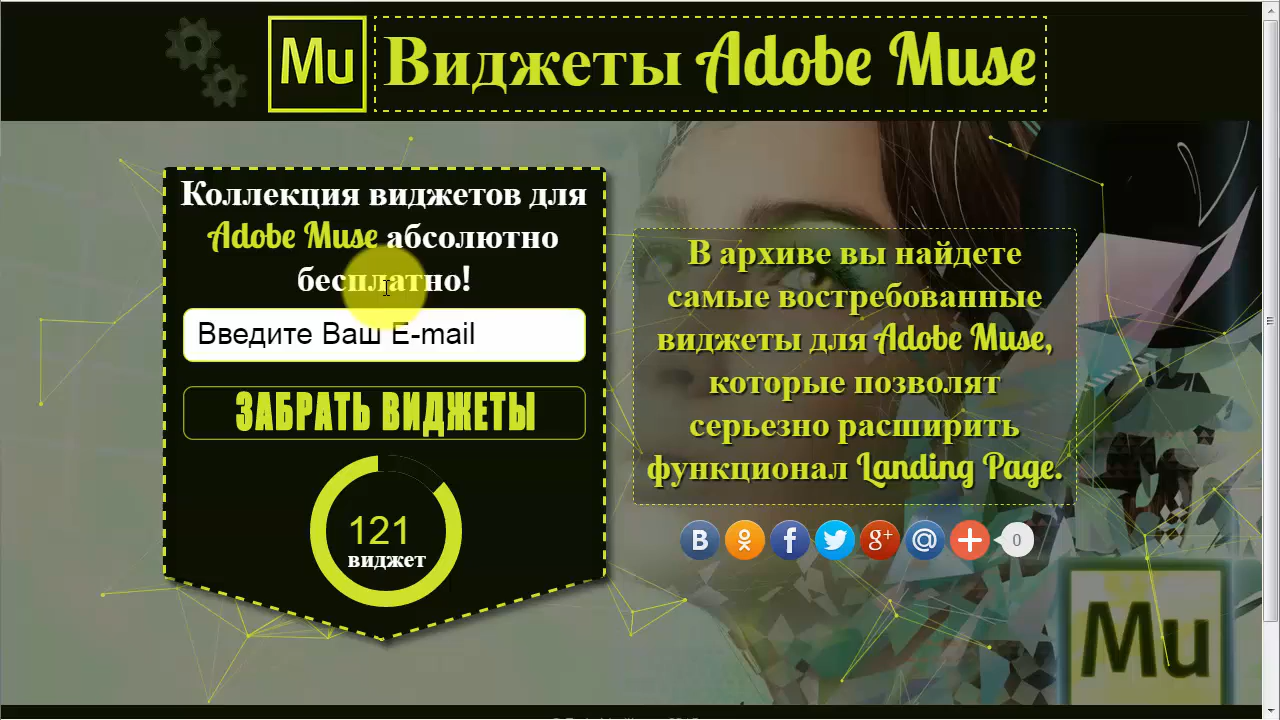 Mu
Виджеты Adobe Muse
Коллекция виджетов для
Adobe Muse абсолютно
бесплатно!
Введите Ваш E-mail
ЗАБРАТЬ ВИДЖЕТЫ
121
виджет
В архиве вы найдете
самые востребованные
виджеты для Adobe Muse,
которые позволят
серьезно расширить
функционал Landing Page.
B
f
g+
@
0
Mu